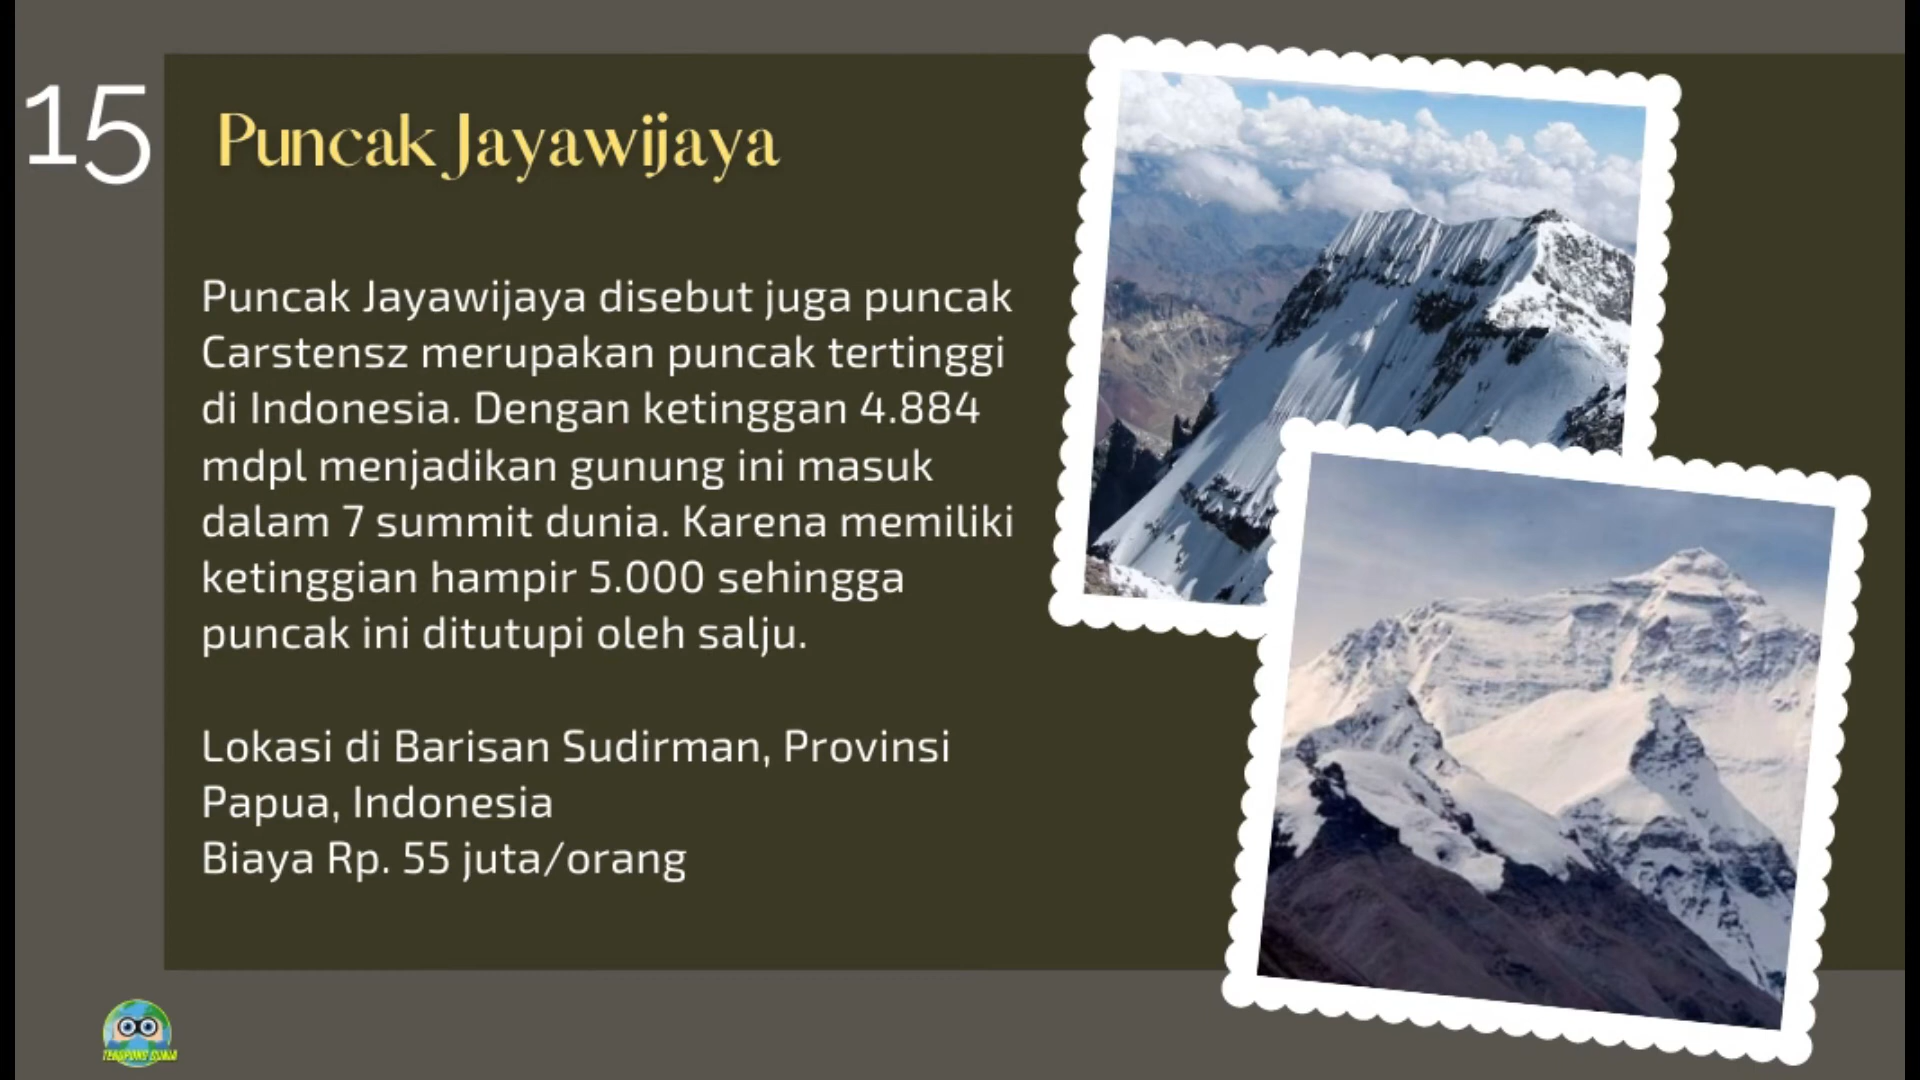 15
Puncak Jayawijaya
Puncak Jayawijaya disebut juga puncak
Carstensz merupakan puncak tertinggi
di Indonesia. Dengan ketinggan 4.884
mdpl menjadikan gunung ini masuk
dalam 7 summit dunia. Karena memiliki
ketinggian hampir 5.000 sehingga
puncak ini ditutupi oleh salju.
Lokasi di Barisan Sudirman, Provinsi
Papua, Indonesia
Biaya Rp. 55 juta/orang
TEROPONG DUNIA